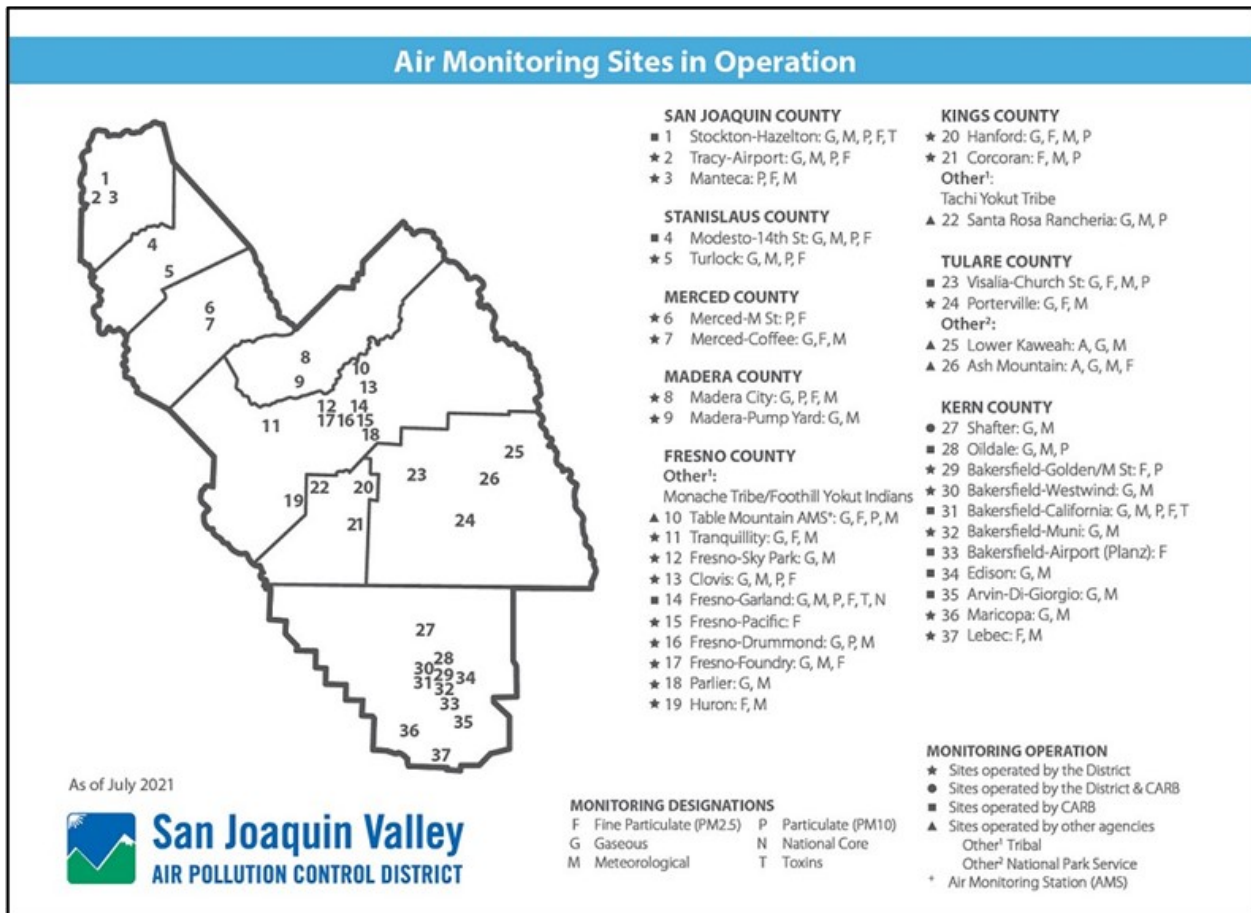 Air Monitoring Sites in Operation
1
2 3
4
5
6
7
8
9
10
13
12 14
11 17 16 15
18
19 22 20
21
23
25
26
24
27
28
30 29 34
31 32
33
36 35
37
SAN JOAQUIN COUNTY
■ 1 Stockton-Hazelton: G, M, P, F, T
★ 2 Tracy-Airport: G, M, P, F
★ 3 Manteca: P, F, M
STANISLAUS COUNTY
■ 4 Modesto-14th St: G, M, P, F
★ 5 Turlock: G, M, P, F
MERCED COUNTY
★ 6 Merced-M St: P, F
★ 7 Merced-Coffee: G, F, M
MADERA COUNTY
★ 8 Madera City: G, P, F, M
★ 9 Madera-Pump Yard: G, M
FRESNO COUNTY
Other¹:
Monache Tribe/Foothill Yokut Indians
▲ 10 Table Mountain AMS⁺: G, F, P, M
★ 11 Tranquillity: G, F, M
★ 12 Fresno-Sky Park: G, M
★ 13 Clovis: G, M, P, F
■ 14 Fresno-Garland: G, M, P, F, T, N
★ 15 Fresno-Pacific: F
★ 16 Fresno-Drummond: G, P, M
★ 17 Fresno-Foundry: G, M, F
★ 18 Parlier: G, M
★ 19 Huron: F, M
KINGS COUNTY
★ 20 Hanford: G, F, M, P
★ 21 Corcoran: F, M, P
Other¹:
Tachi Yokut Tribe
▲ 22 Santa Rosa Rancheria: G, M, P
TULARE COUNTY
■ 23 Visalia-Church St: G, F, M, P
★ 24 Porterville: G, F, M
Other²:
▲ 25 Lower Kaweah: A, G, M
▲ 26 Ash Mountain: A, G, M, F
KERN COUNTY
● 27 Shafter: G, M
■ 28 Oildale: G, M, P
★ 29 Bakersfield-Golden/M St: F, P
★ 30 Bakersfield-Westwind: G, M
■ 31 Bakersfield-California: G, M, P, F, T
★ 32 Bakersfield-Muni: G, M
■ 33 Bakersfield-Airport (Planz): F
■ 34 Edison: G, M
■ 35 Arvin-Di-Giorgio: G, M
★ 36 Maricopa: G, M
★ 37 Lebec: F, M
As of July 2021
San Joaquin Valley
AIR POLLUTION CONTROL DISTRICT
MONITORING DESIGNATIONS
F Fine Particulate (PM2.5) P Particulate (PM10)
G Gaseous N National Core
M Meteorological T Toxins
MONITORING OPERATION
★ Sites operated by the District
● Sites operated by the District & CARB
■ Sites operated by CARB
▲ Sites operated by other agencies
Other¹ Tribal
Other² National Park Service
⁺ Air Monitoring Station (AMS)